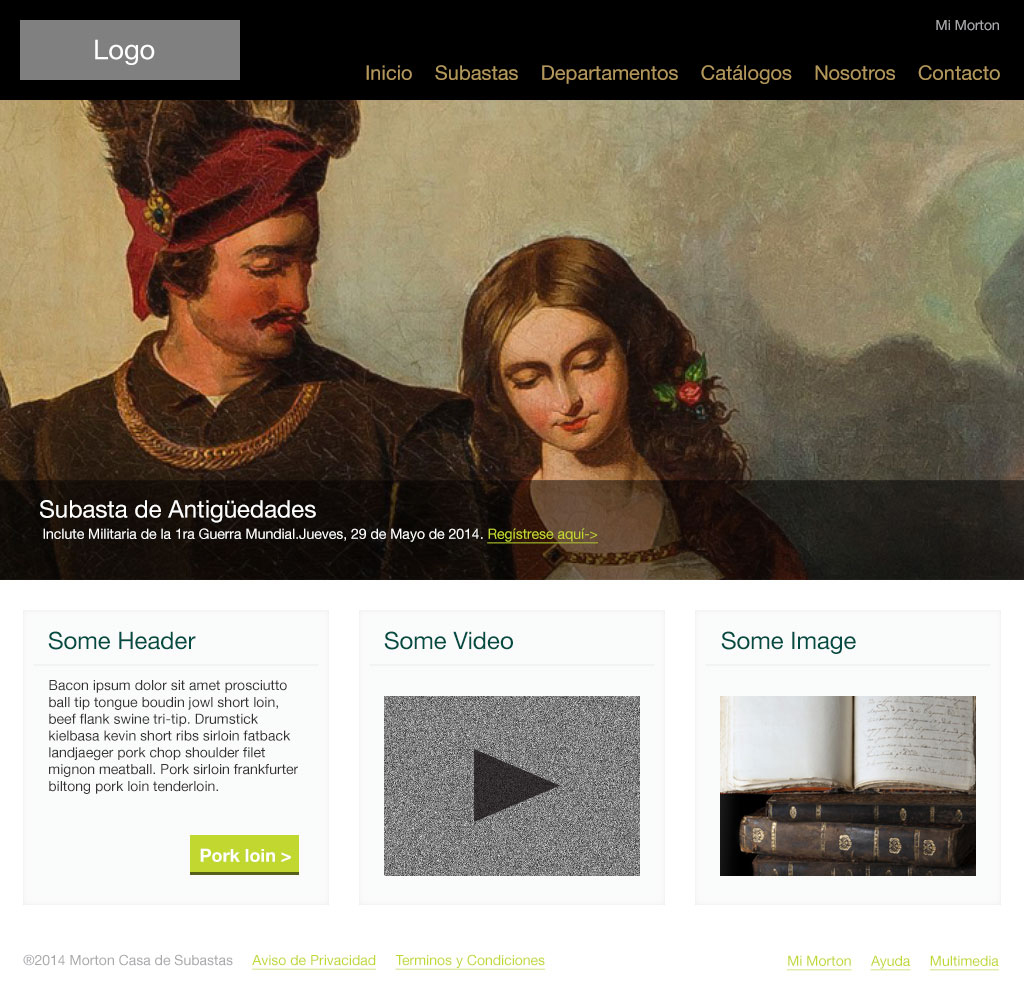 Logo
Mi Morton
Inicio Subastas Departamentos Catálogos Nosotros Contacto
Subasta de Antigüedades
Inclute Militaria de la 1ra Guerra Mundial.Jueves, 29 de Mayo de 2014. Regístrese aquí->
Some Header
Bacon ipsum dolor sit amet prosciutto
ball tip tongue boudin jowl short loin,
beef flank swine tri-tip. Drumstick
kielbasa kevin short ribs sirloin fatback
landjaeger pork chop shoulder filet
mignon meatball. Pork sirloin frankfurter
biltong pork loin tenderloin.
Pork loin >
Some Video
Some Image
®2014 Morton Casa de Subastas Aviso de Privacidad Terminos y Condiciones Mi Morton Ayuda Multimedia